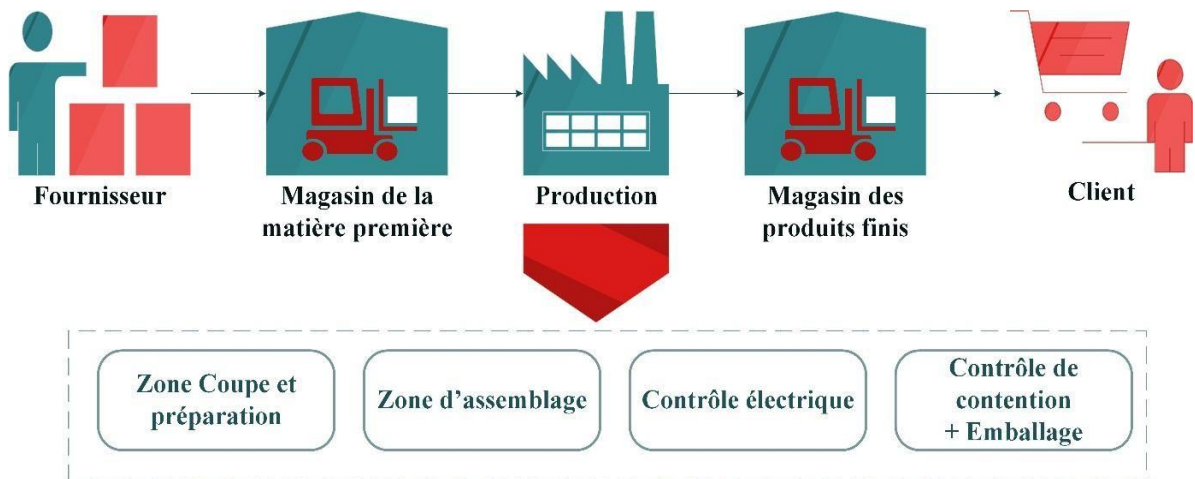 Fournisseur
Magasin de la
matière première
Production
Magasin des
produits finis
Client
Zone Coupe et
préparation
Zone d’assemblage
Contrôle électrique
Contrôle de
contention
+ Emballage